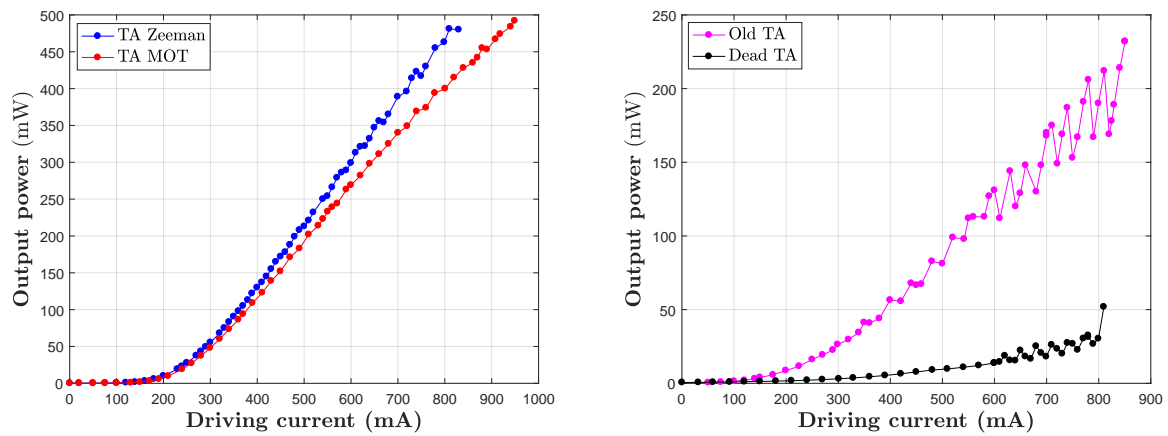 TA Zeeman
TA MOT
500
450
400
350
300
250
200
150
100
50
0
Output power (mW)
0 100 200 300 400 500 600 700 800 900 1000
Driving current (mA)
Old TA
Dead TA
250
200
150
100
50
0
Output power (mW)
0 100 200 300 400 500 600 700 800 900
Driving current (mA)